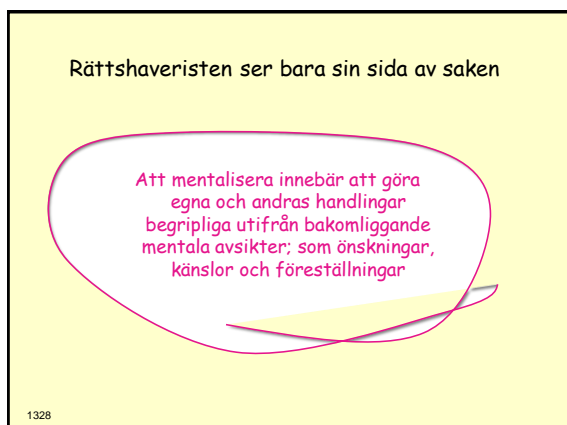 Rättshaveristen ser bara sin sida av saken
Att mentalisera innebär att göra
egna och andras handlingar
begripliga utifrån bakomliggande
mentala avsikter; som önskningar,
känslor och föreställningar
1328